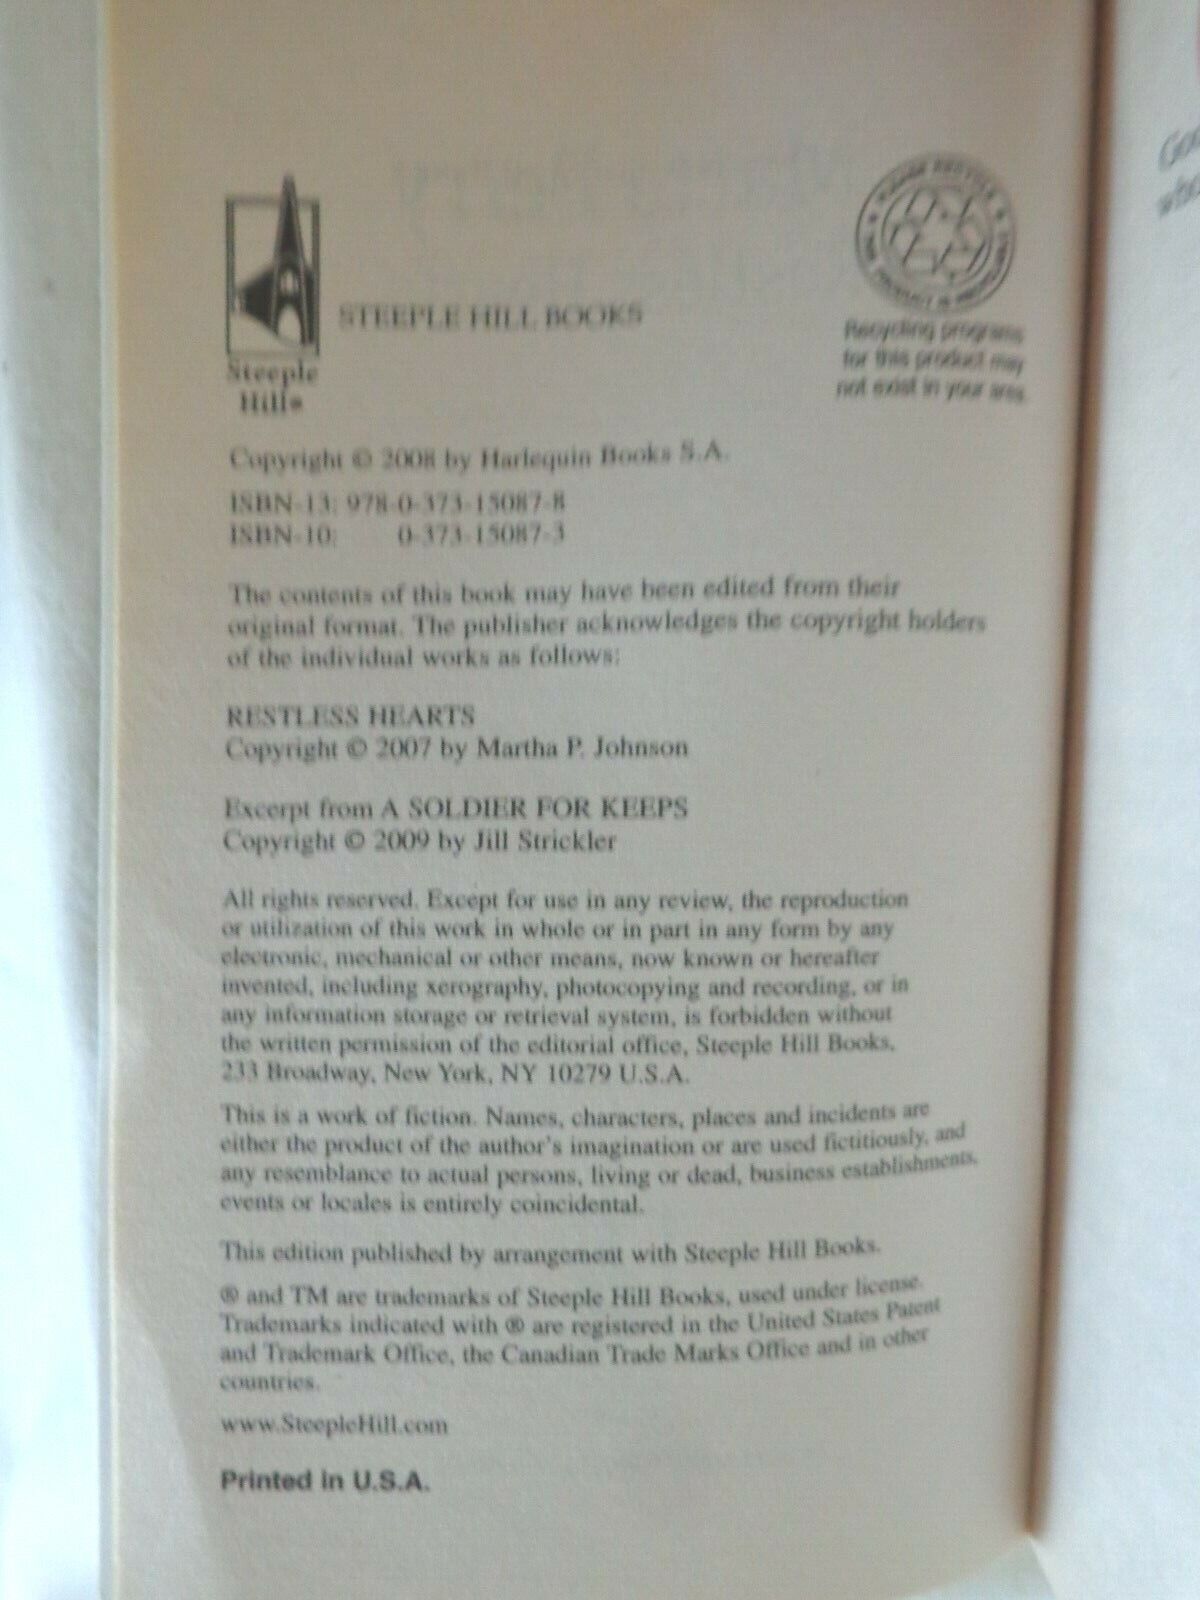 STEEPLE HILL BOOKS
Steeple
Hill®
Recycling programs
for this product may
not exist in your area.
Copyright © 2008 by Harlequin Books S.A.
ISBN-13: 978-0-373-15087-8
ISBN-10: 0-373-15087-3
The contents of this book may have been edited from their
original format. The publisher acknowledges the copyright holders
of the individual works as follows:
RESTLESS HEARTS
Copyright © 2007 by Martha P. Johnson
Excerpt from A SOLDIER FOR KEEPS
Copyright © 2009 by Jill Strickler
All rights reserved. Except for use in any review, the reproduction
or utilization of this work in whole or in part in any form by any
electronic, mechanical or other means, now known or hereafter
invented, including xerography, photocopying and recording, or in
any information storage or retrieval system, is forbidden without
the written permission of the editorial office, Steeple Hill Books,
233 Broadway, New York, NY 10279 U.S.A.
This is a work of fiction. Names, characters, places and incidents are
either the product of the author's imagination or are used fictitiously, and
any resemblance to actual persons, living or dead, business establishments,
events or locales is entirely coincidental.
This edition published by arrangement with Steeple Hill Books.
® and TM are trademarks of Steeple Hill Books, used under license.
Trademarks indicated with ® are registered in the United States Patent
and Trademark Office, the Canadian Trade Marks Office and in other
countries.
www.SteepleHill.com
Printed in U.S.A.